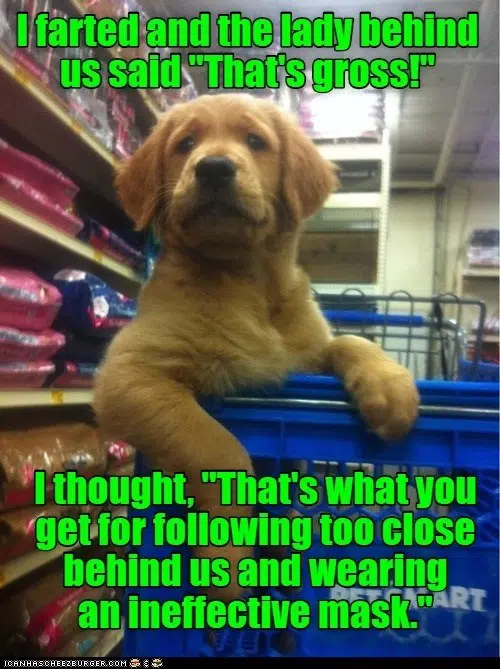 I farted and the lady behind
us said "That's gross!"
I thought, "That's what you
get for following too close
behind us and wearing
an ineffective mask."
PETSMART
ICANHASCHEEZBURGER.COM